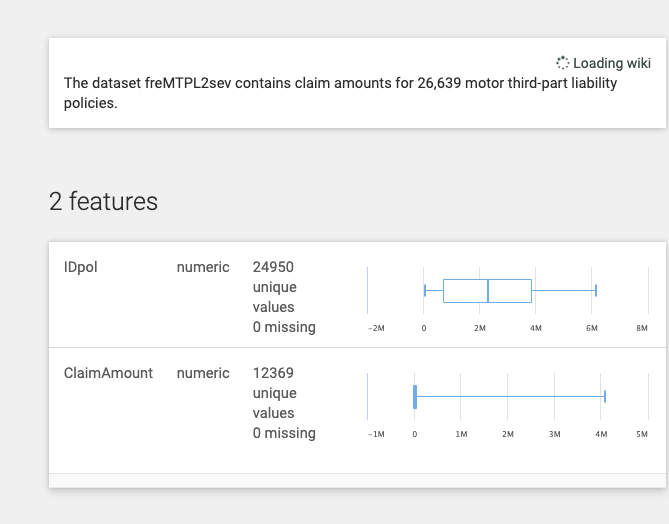 Loading wiki
The dataset freMTPL2sev contains claim amounts for 26,639 motor third-part liability
policies.
2 features
IDpol numeric 24950
unique
values
0 missing
−2M 0 2M 4M 6M 8M
ClaimAmount numeric 12369
unique
values
0 missing
−1M 0 1M 2M 3M 4M 5M